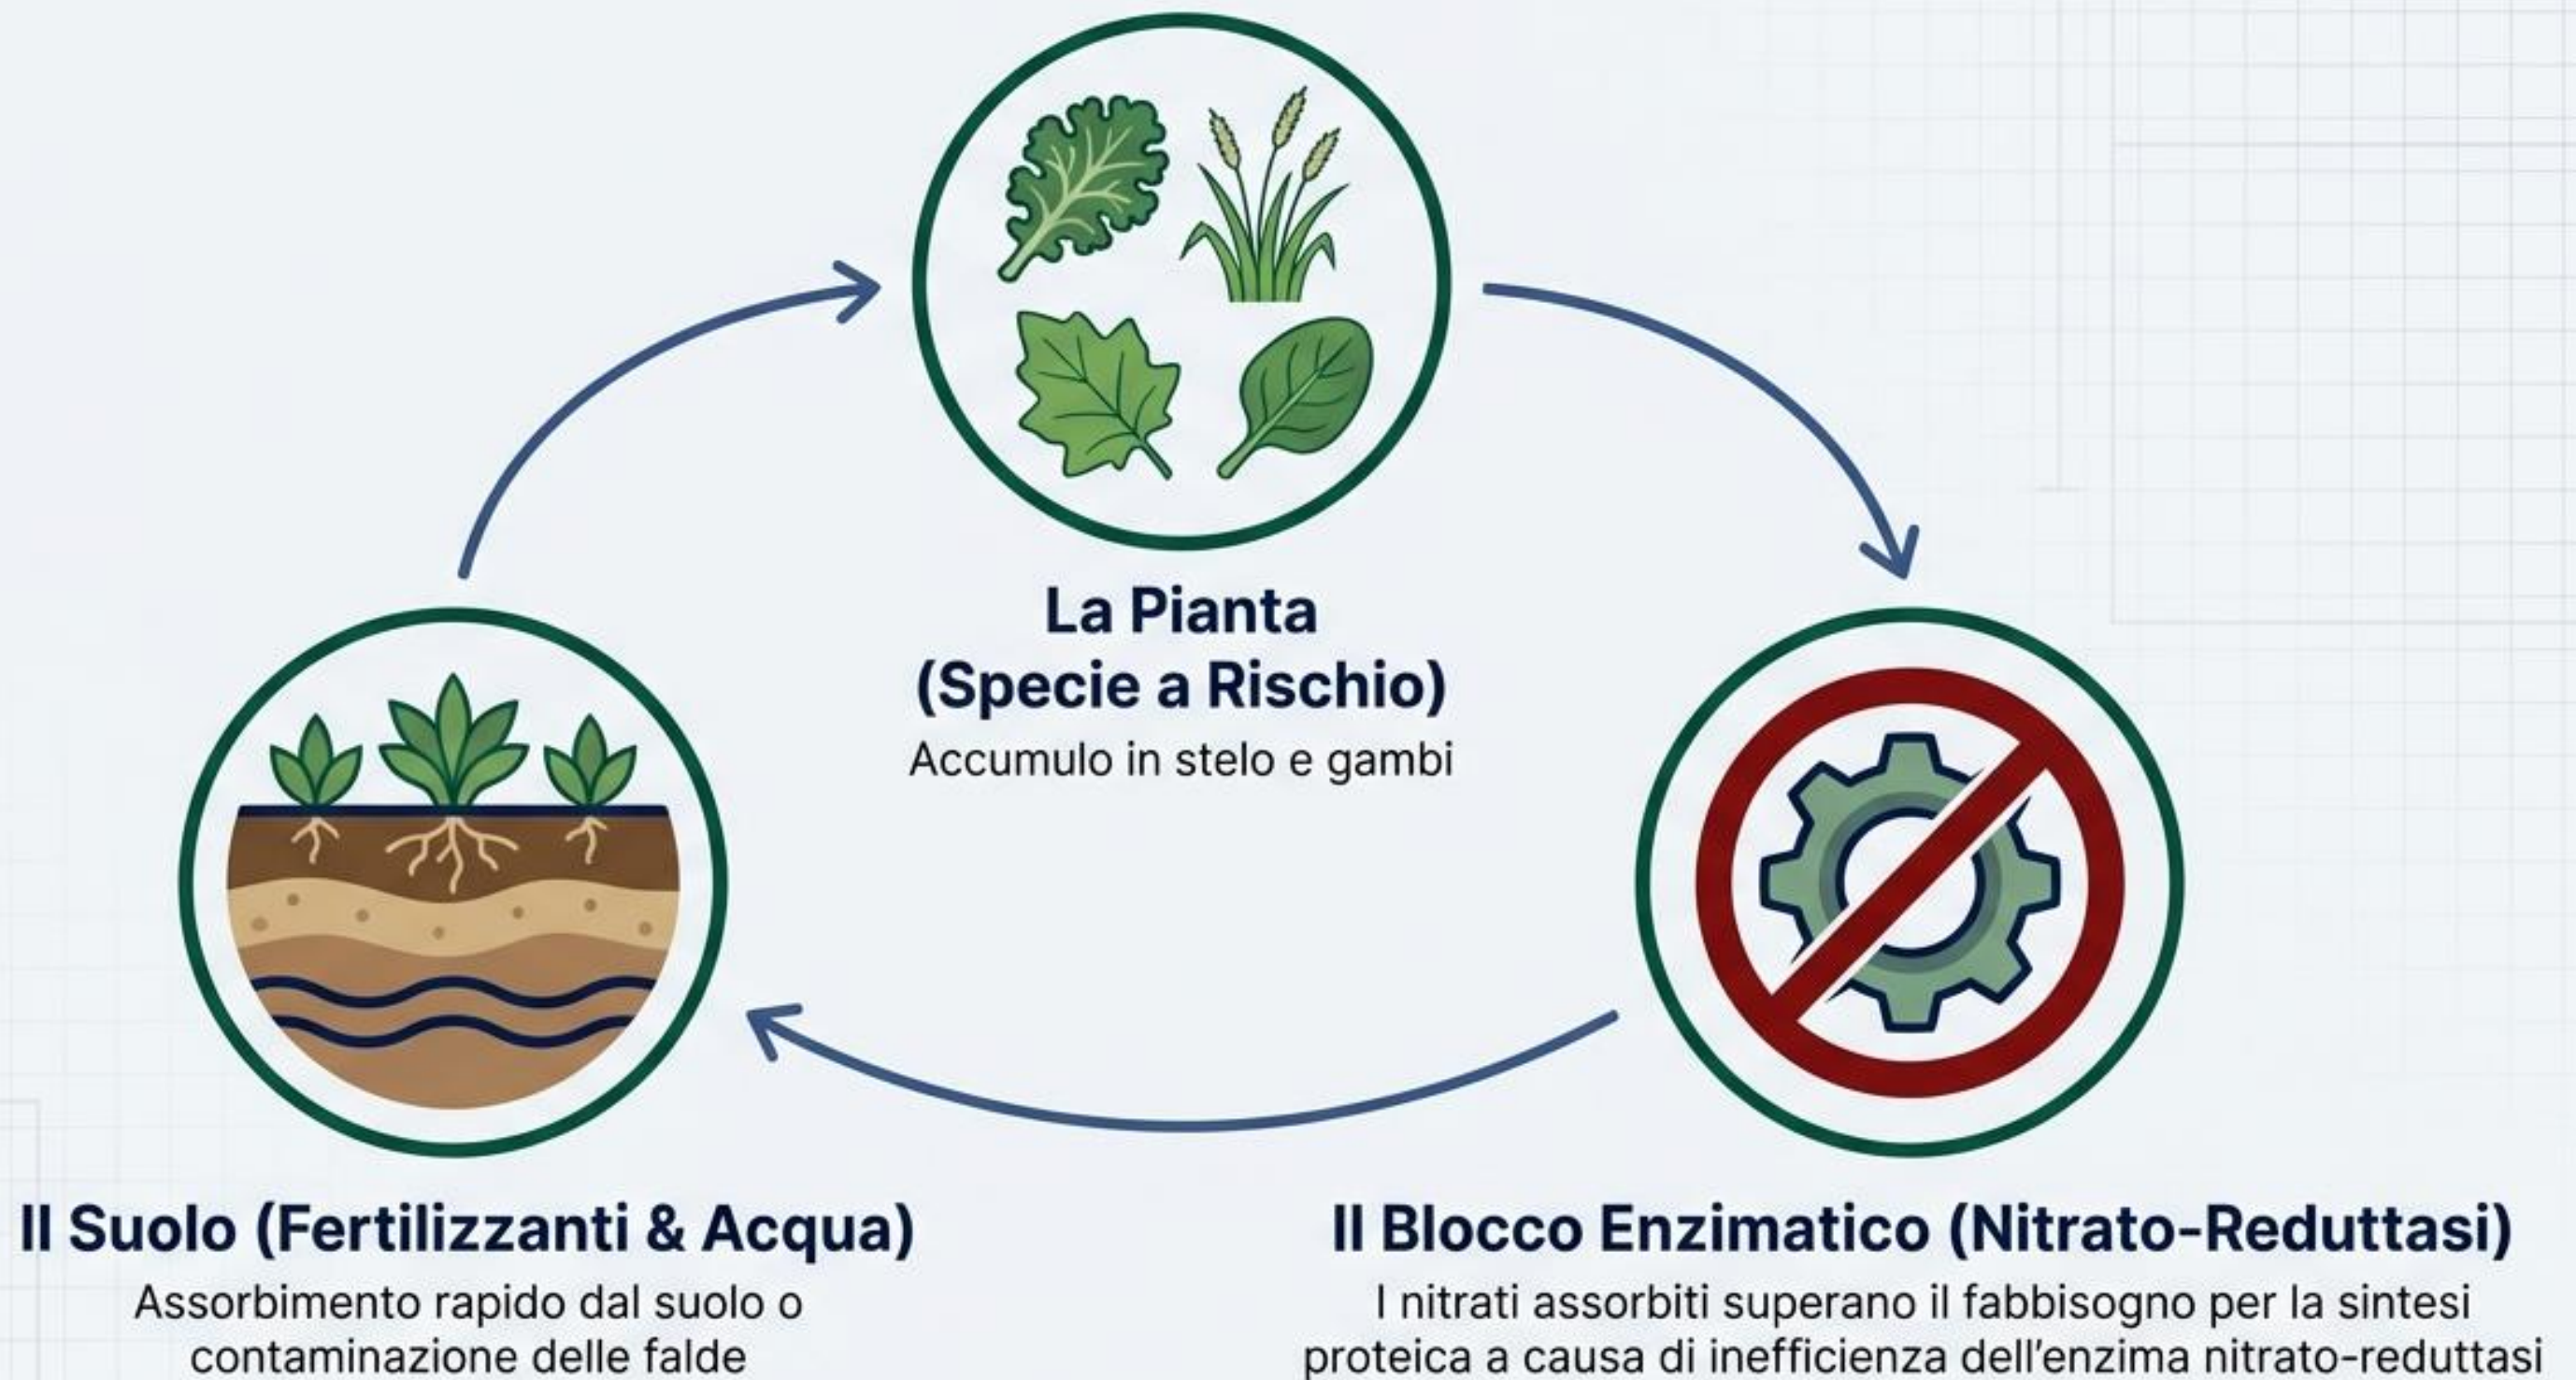 La Pianta
(Specie a Rischio)
Accumulo in stelo e gambi
Il Suolo (Fertilizzanti & Acqua)
Assorbimento rapido dal suolo o
contaminazione delle falde
Il Blocco Enzimatico (Nitrato-Reduttasi)
I nitrati assorbiti superano il fabbisogno per la sintesi
proteica a causa di inefficienza dell'enzima nitrato-reduttasi